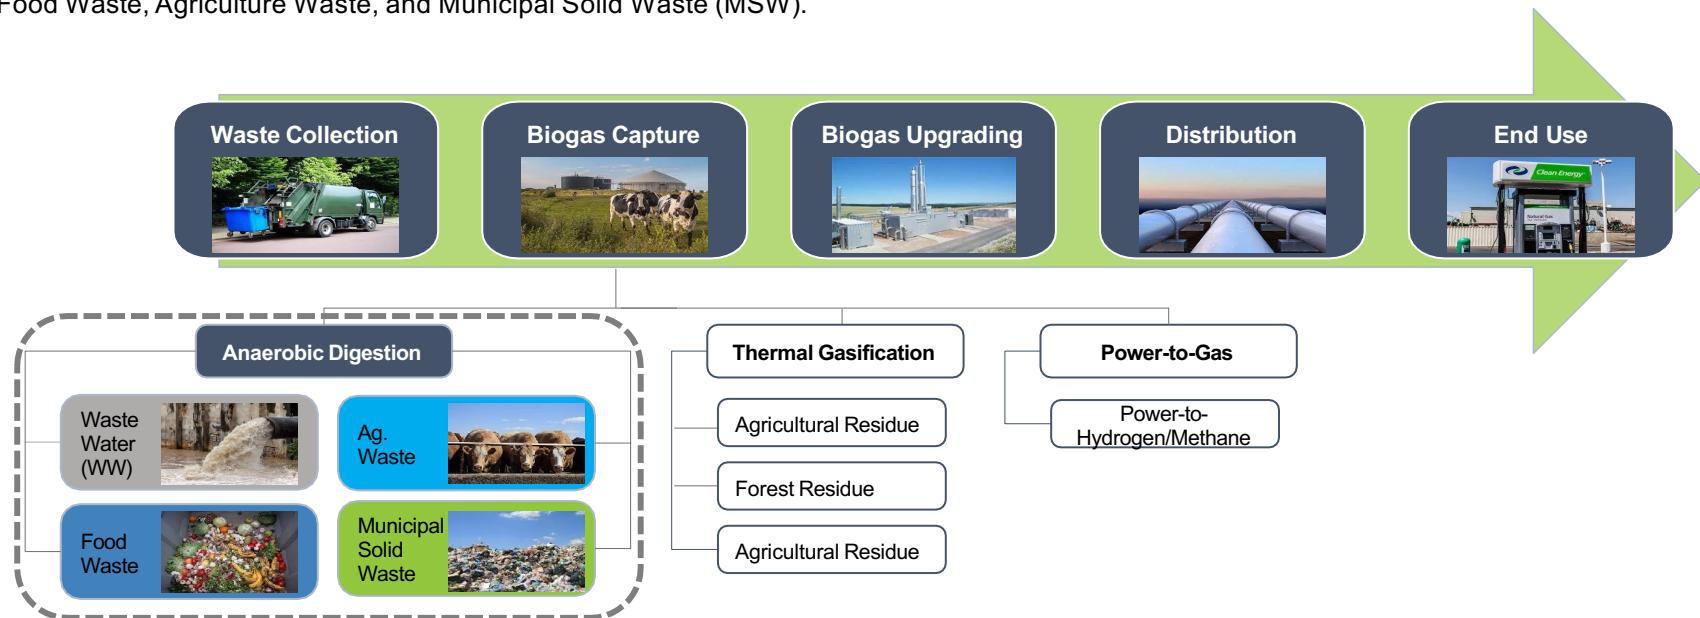 Food Waste, Agriculture Waste, and Municipal Solid Waste (MSW).
Waste Collection
Biogas Capture
Biogas Upgrading
Distribution
End Use
Clean Energy
Natural Gas
Anaerobic Digestion
Waste
Water
(WW)
Ag.
Waste
Food
Waste
Municipal
Solid
Waste
Thermal Gasification
Agricultural Residue
Forest Residue
Agricultural Residue
Power-to-Gas
Power-to-
Hydrogen/Methane